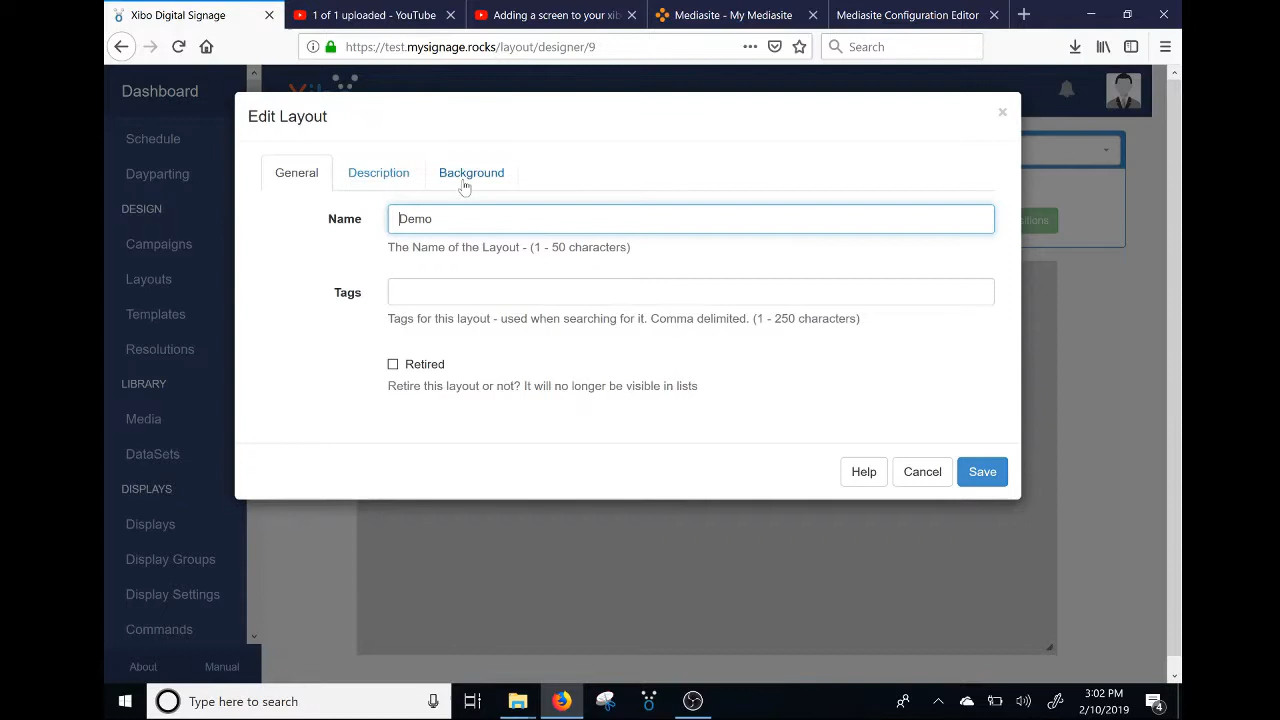 Xibo Digital Signage
1 of 1 uploaded - YouTube
Adding a screen to your xib
Mediasite - My Mediasite
Mediasite Configuration Editor
https://test.mysignage.rocks/layout/designer/9
Search
Dashboard
Schedule
Dayparting
DESIGN
Campaigns
Layouts
Templates
Resolutions
LIBRARY
Media
DataSets
DISPLAYS
Displays
Display Groups
Display Settings
Commands
About
Manual
Edit Layout
General
Description
Background
Name
Demo
The Name of the Layout - (1 - 50 characters)
Tags
Tags for this layout - used when searching for it. Comma delimited. (1 - 250 characters)
Retired
Retire this layout or not? It will no longer be visible in lists
Help
Cancel
Save
Type here to search
3:02 PM
2/10/2019
4